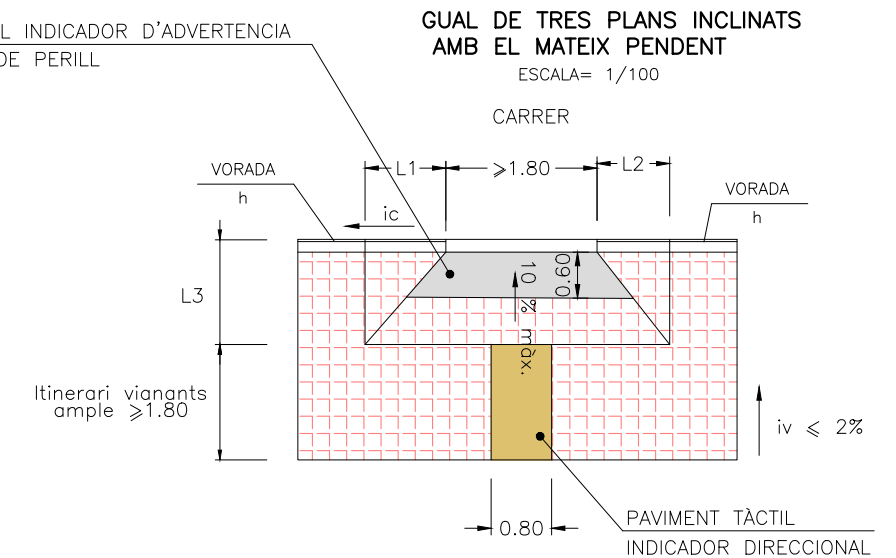 L INDICADOR D'ADVERTENCIA
DE PERILL
GUAL DE TRES PLANS INCLINATS
AMB EL MATEIX PENDENT
ESCALA= 1/100
CARRER
L1
⩾1.80
L2
VORADA
h
VORADA
h
ic
0.60
10 % màx.
L3
Itinerari vianants
ample ⩾1.80
iv ⩽ 2%
0.80
PAVIMENT TÀCTIL
INDICADOR DIRECCIONAL